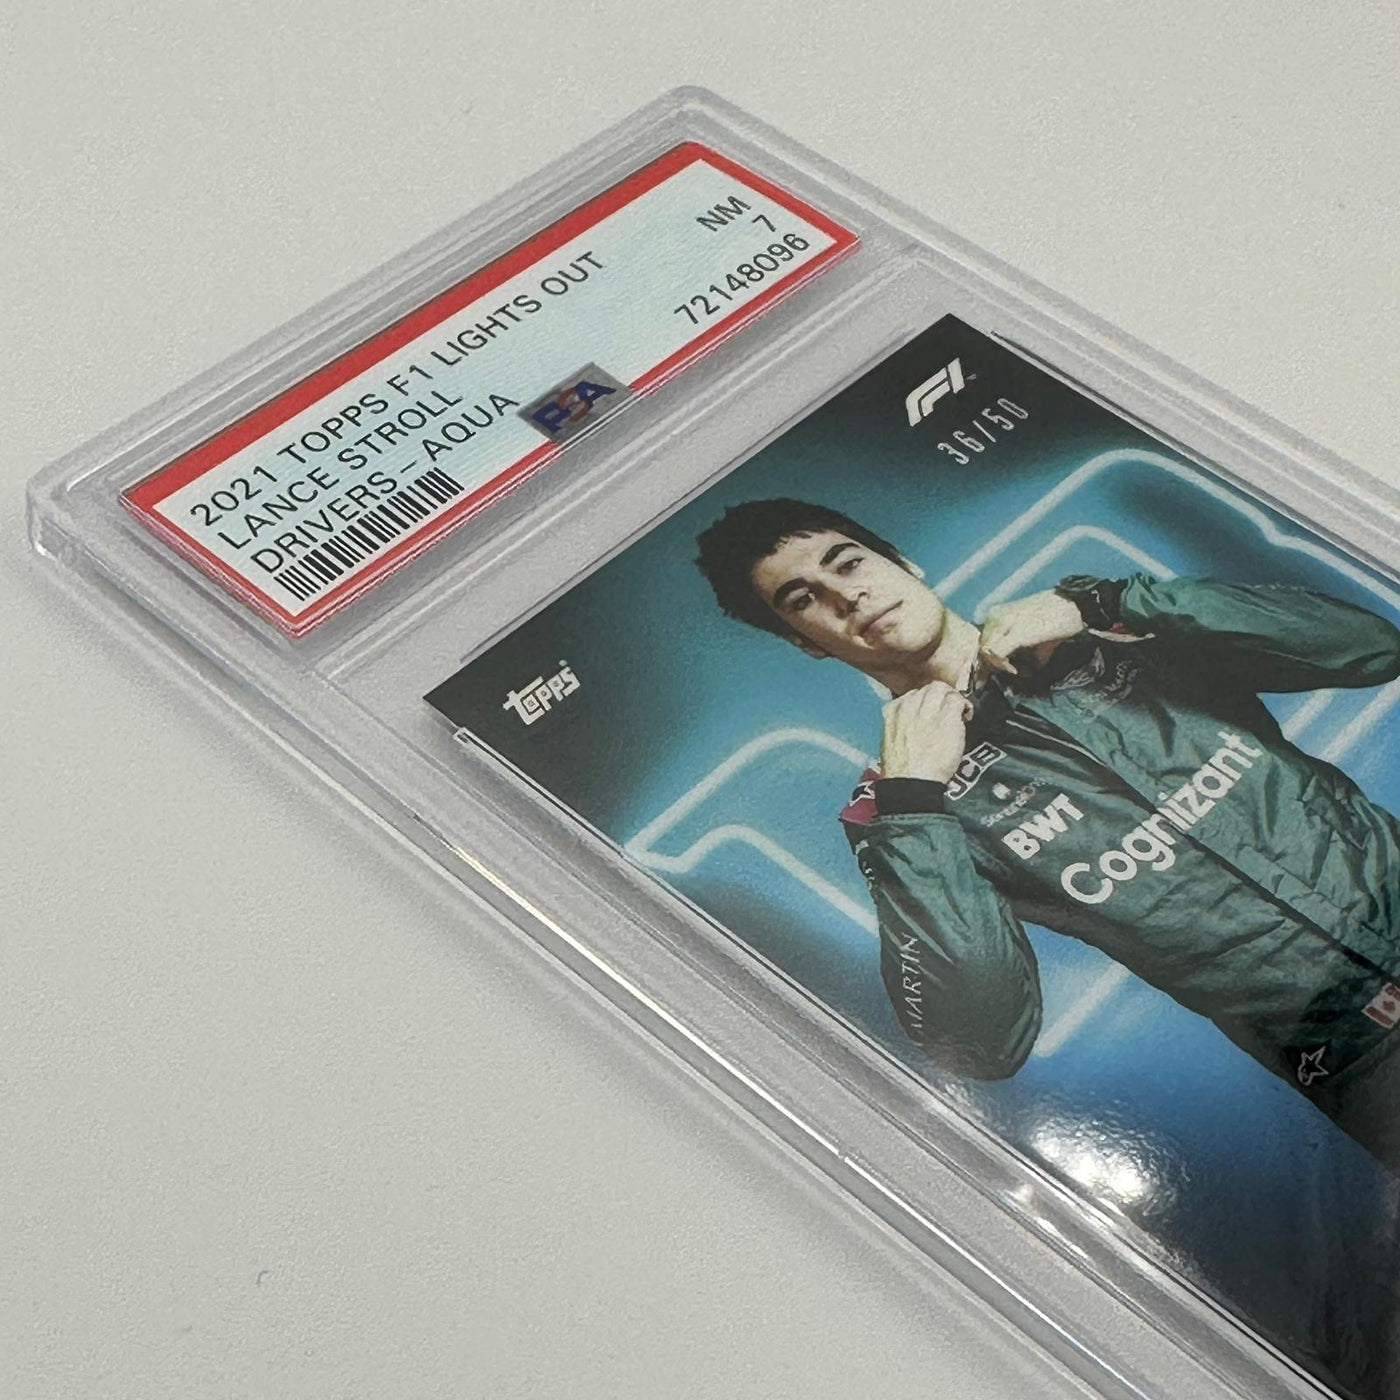 2021 TOPPS F1 LIGHTS OUT
LANCE STROLL
DRIVERS – AQUA
NM
7
72148096
PSA
F1
36/50
topps
JCB
BWT
Cognizant
MARTIN